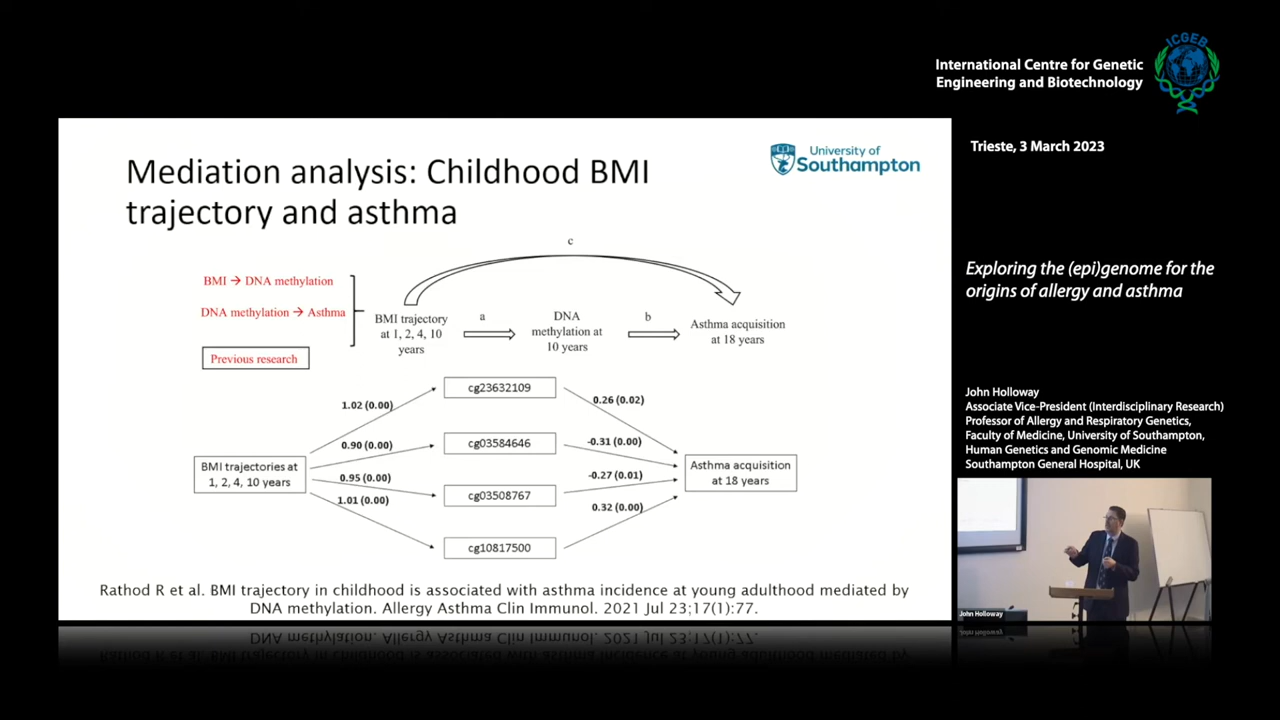 International Centre for Genetic
Engineering and Biotechnology
ICGEB
Trieste, 3 March 2023
Mediation analysis: Childhood BMI
trajectory and asthma
University of
Southampton
c
BMI → DNA methylation
DNA methylation → Asthma
Previous research
BMI trajectory
at 1, 2, 4, 10
years
a
DNA
methylation at
10 years
b
Asthma acquisition
at 18 years
BMI trajectories at
1, 2, 4, 10 years
1.02 (0.00)
0.90 (0.00)
0.95 (0.00)
1.01 (0.00)
cg23632109
cg03584646
cg03508767
cg10817500
0.26 (0.02)
-0.31 (0.00)
-0.27 (0.01)
0.32 (0.00)
Asthma acquisition
at 18 years
Rathod R et al. BMI trajectory in childhood is associated with asthma incidence at young adulthood mediated by
DNA methylation. Allergy Asthma Clin Immunol. 2021 Jul 23;17(1):77.
Exploring the (epi)genome for the
origins of allergy and asthma
John Holloway
Associate Vice-President (Interdisciplinary Research)
Professor of Allergy and Respiratory Genetics,
Faculty of Medicine, University of Southampton,
Human Genetics and Genomic Medicine
Southampton General Hospital, UK
John Holloway